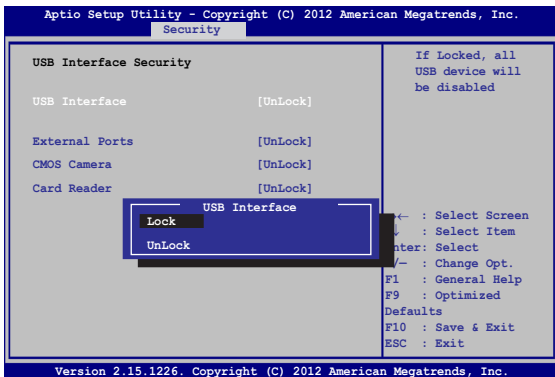 Aptio Setup Utility - Copyright (C) 2012 American Megatrends, Inc.
Security
USB Interface Security
USB Interface [UnLock]
External Ports [UnLock]
CMOS Camera [UnLock]
Card Reader [UnLock]
USB Interface
Lock
UnLock
If Locked, all
USB device will
be disabled
← : Select Screen
↓ : Select Item
nter: Select
/— : Change Opt.
F1 : General Help
F9 : Optimized
Defaults
F10 : Save & Exit
ESC : Exit
Version 2.15.1226. Copyright (C) 2012 American Megatrends, Inc.